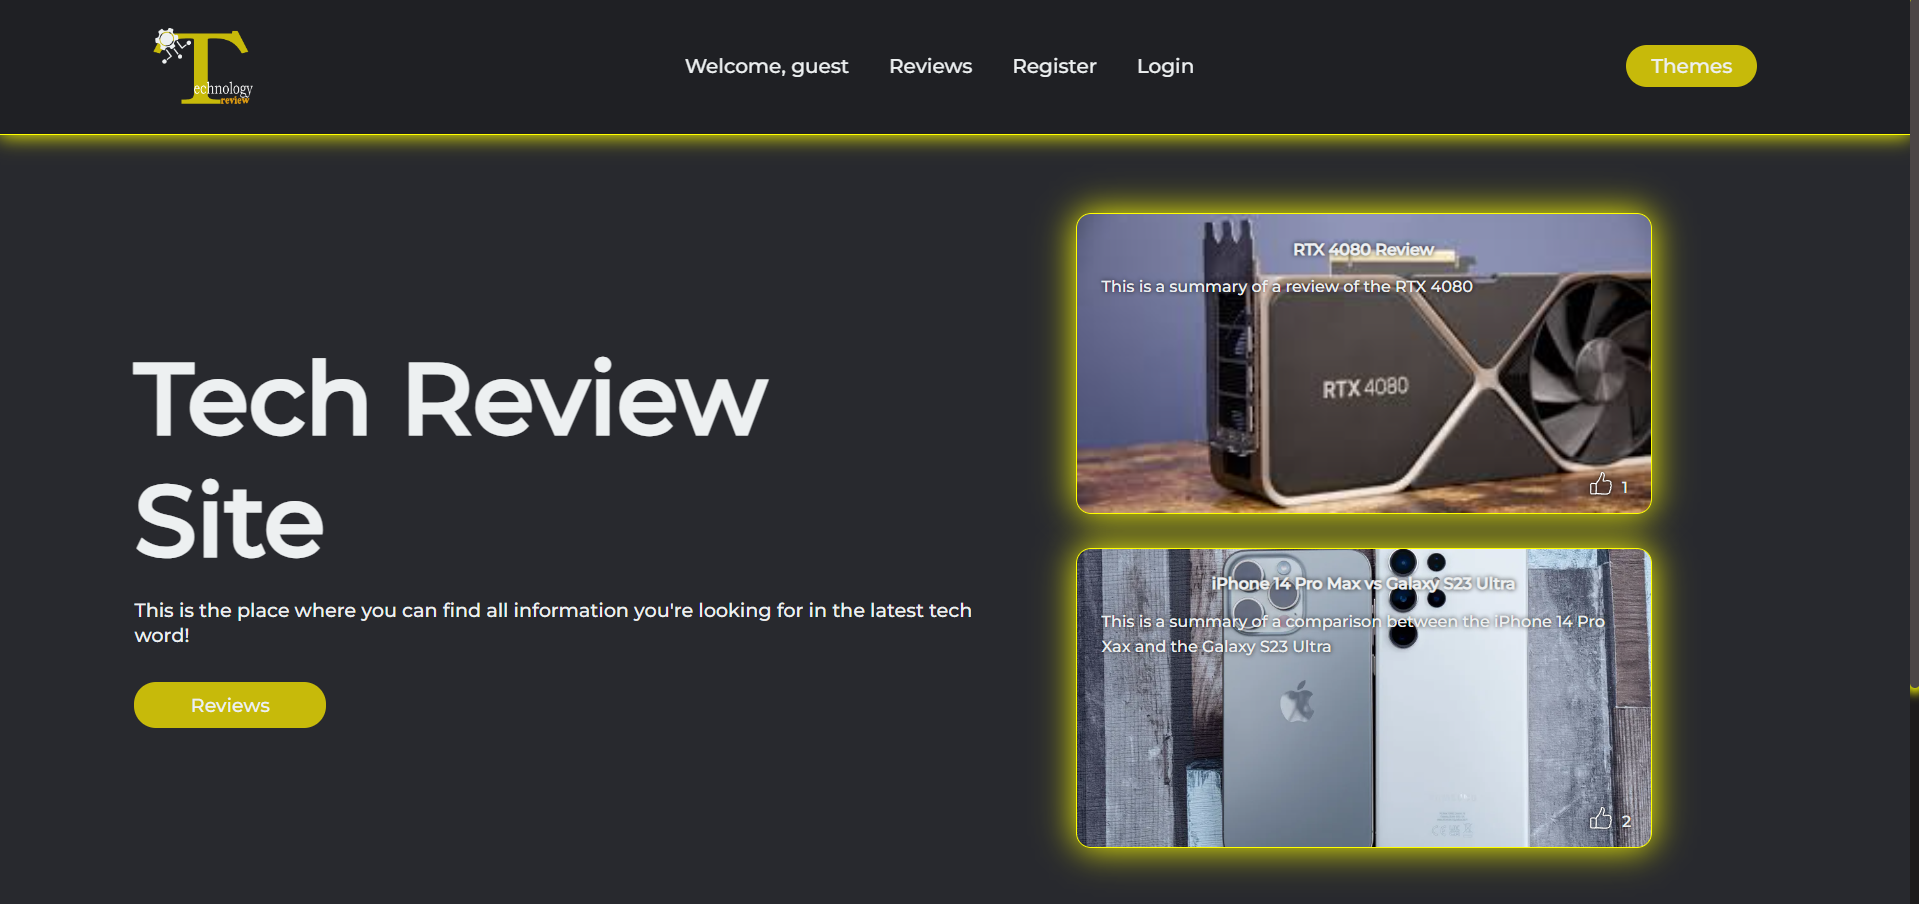 Technology
review
Welcome, guest
Reviews
Register
Login
Themes
Tech Review
Site
This is the place where you can find all information you're looking for in the latest tech
word!
Reviews
RTX 4080 Review
This is a summary of a review of the RTX 4080
RTX 4080
1
iPhone 14 Pro Max vs Galaxy S23 Ultra
This is a summary of a comparison between the iPhone 14 Pro
Xax and the Galaxy S23 Ultra
2